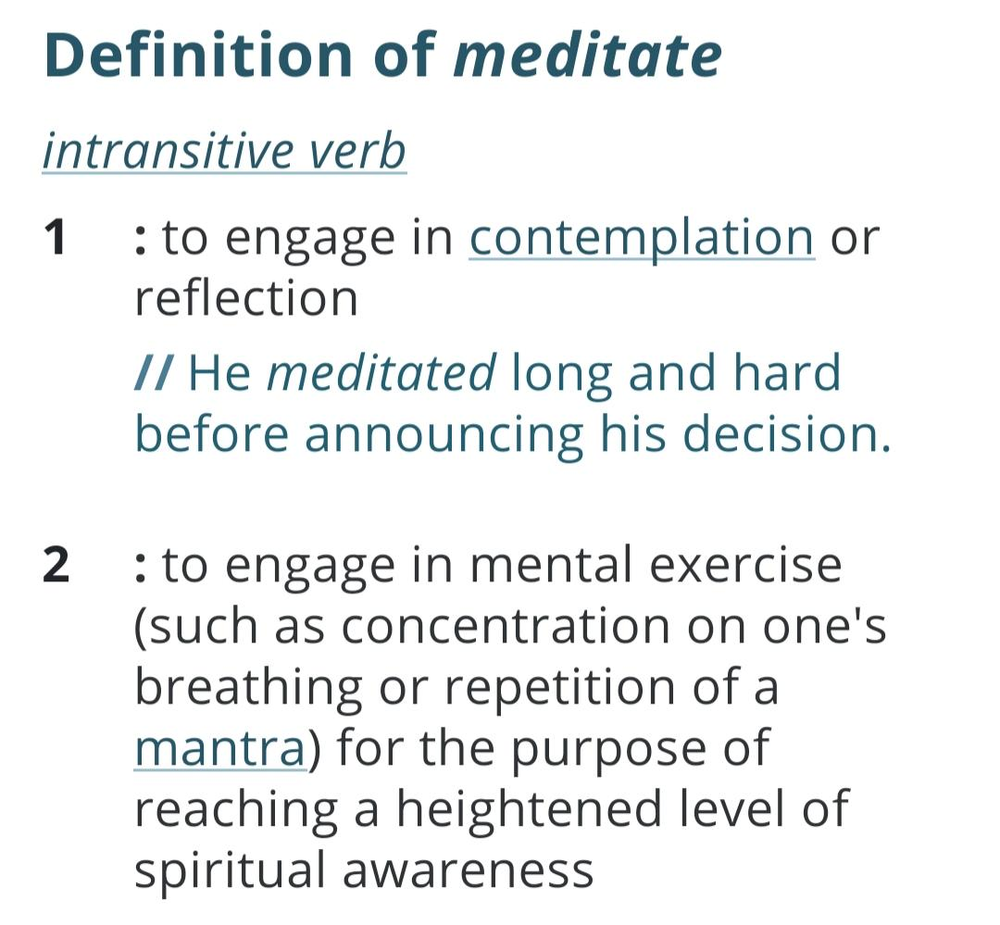 Definition of meditate
intransitive verb
1 : to engage in contemplation or
reflection
// He meditated long and hard
before announcing his decision.
2 : to engage in mental exercise
(such as concentration on one's
breathing or repetition of a
mantra) for the purpose of
reaching a heightened level of
spiritual awareness